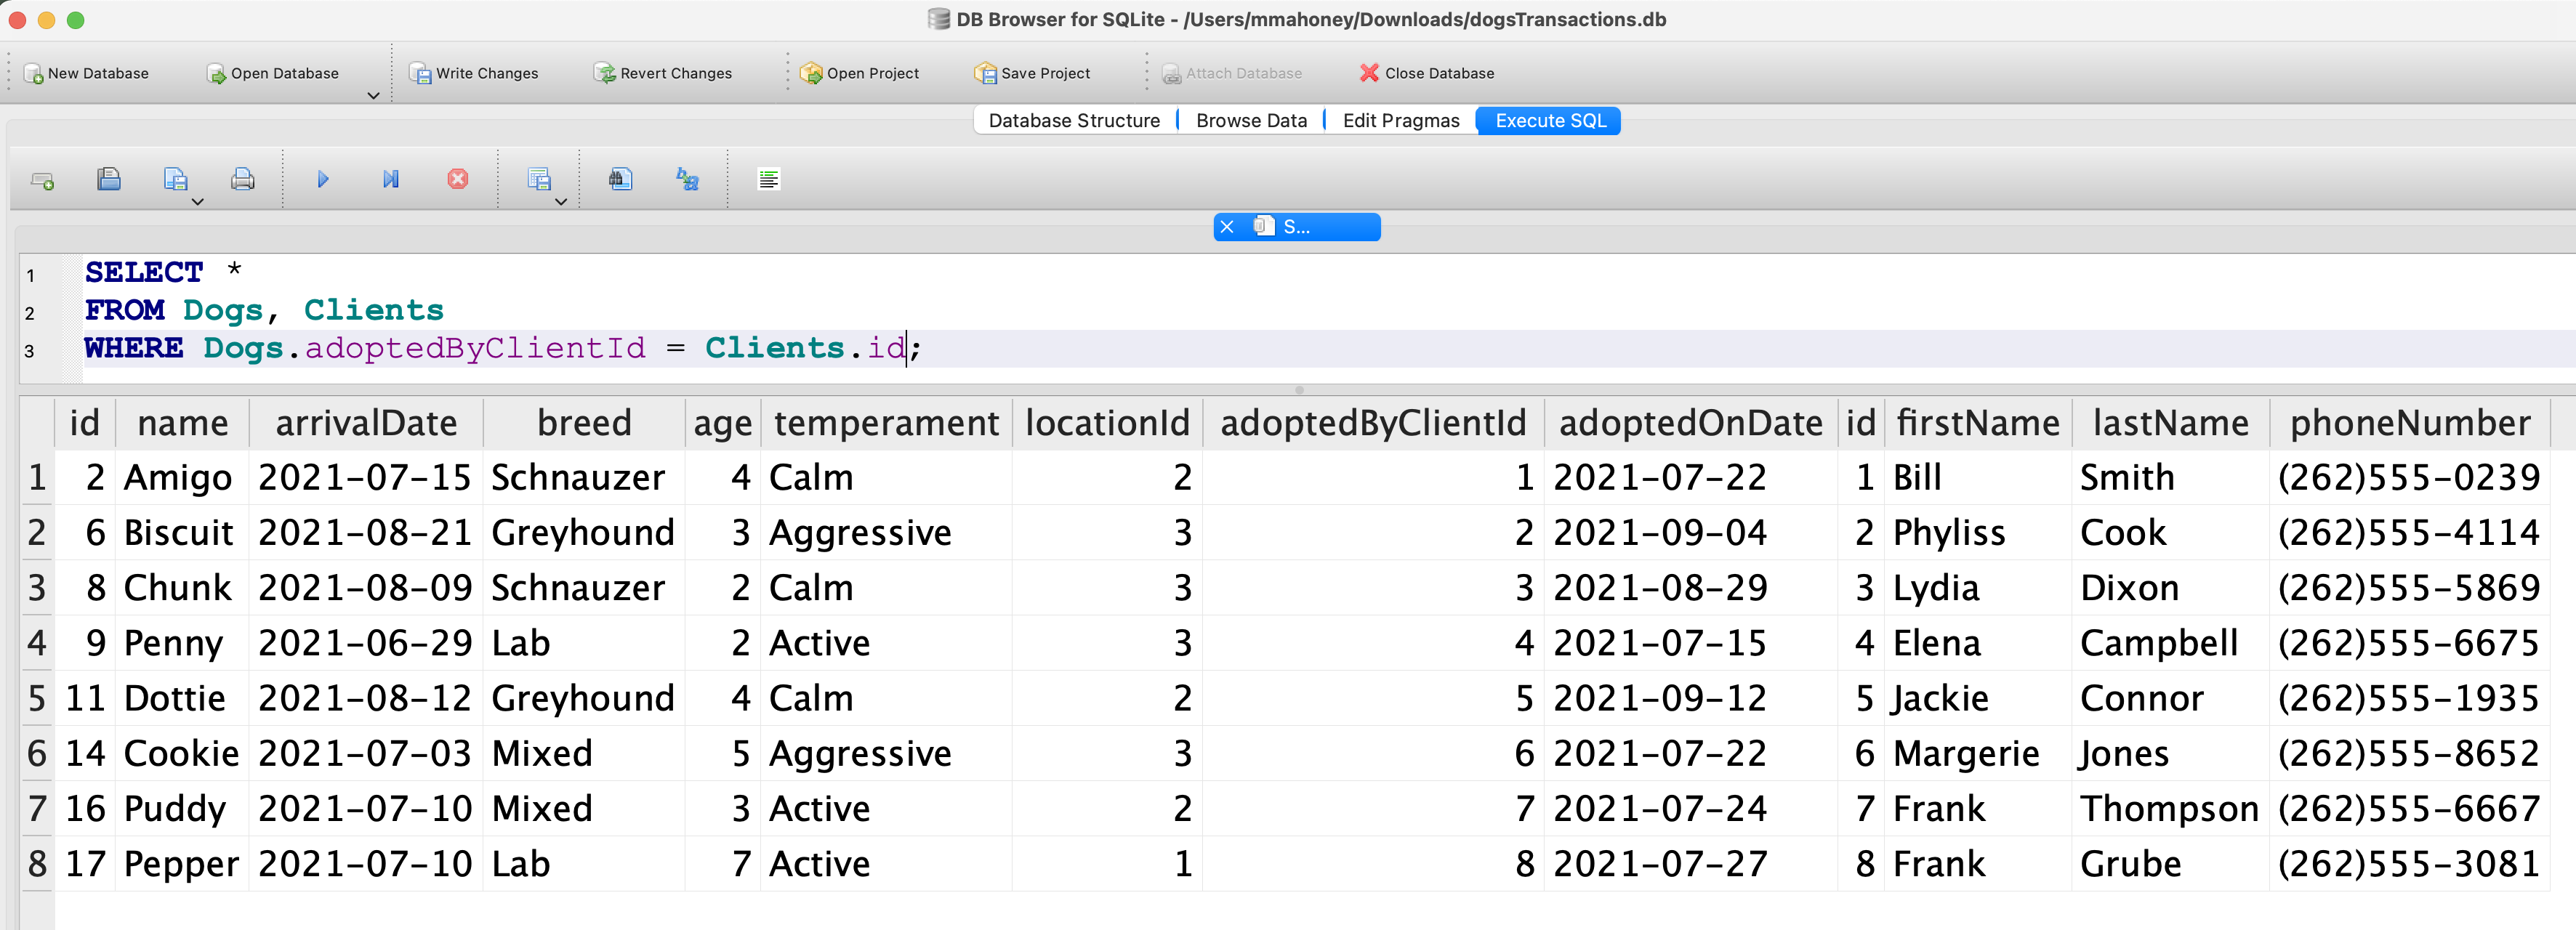 DB Browser for SQLite - /Users/mmahoney/Downloads/dogsTransactions.db
New Database Open Database Write Changes Revert Changes Open Project Save Project Attach Database Close Database
Database Structure Browse Data Edit Pragmas Execute SQL
S...
1 SELECT *
2 FROM Dogs, Clients
3 WHERE Dogs.adoptedByClientId = Clients.id;
id name arrivalDate breed age temperament locationId adoptedByClientId adoptedOnDate id firstName lastName phoneNumber
1 2 Amigo 2021-07-15 Schnauzer 4 Calm 2 1 2021-07-22 1 Bill Smith (262)555-0239
2 6 Biscuit 2021-08-21 Greyhound 3 Aggressive 3 2 2021-09-04 2 Phyliss Cook (262)555-4114
3 8 Chunk 2021-08-09 Schnauzer 2 Calm 3 3 2021-08-29 3 Lydia Dixon (262)555-5869
4 9 Penny 2021-06-29 Lab 2 Active 3 4 2021-07-15 4 Elena Campbell (262)555-6675
5 11 Dottie 2021-08-12 Greyhound 4 Calm 2 5 2021-09-12 5 Jackie Connor (262)555-1935
6 14 Cookie 2021-07-03 Mixed 5 Aggressive 3 6 2021-07-22 6 Margerie Jones (262)555-8652
7 16 Puddy 2021-07-10 Mixed 3 Active 2 7 2021-07-24 7 Frank Thompson (262)555-6667
8 17 Pepper 2021-07-10 Lab 7 Active 1 8 2021-07-27 8 Frank Grube (262)555-3081